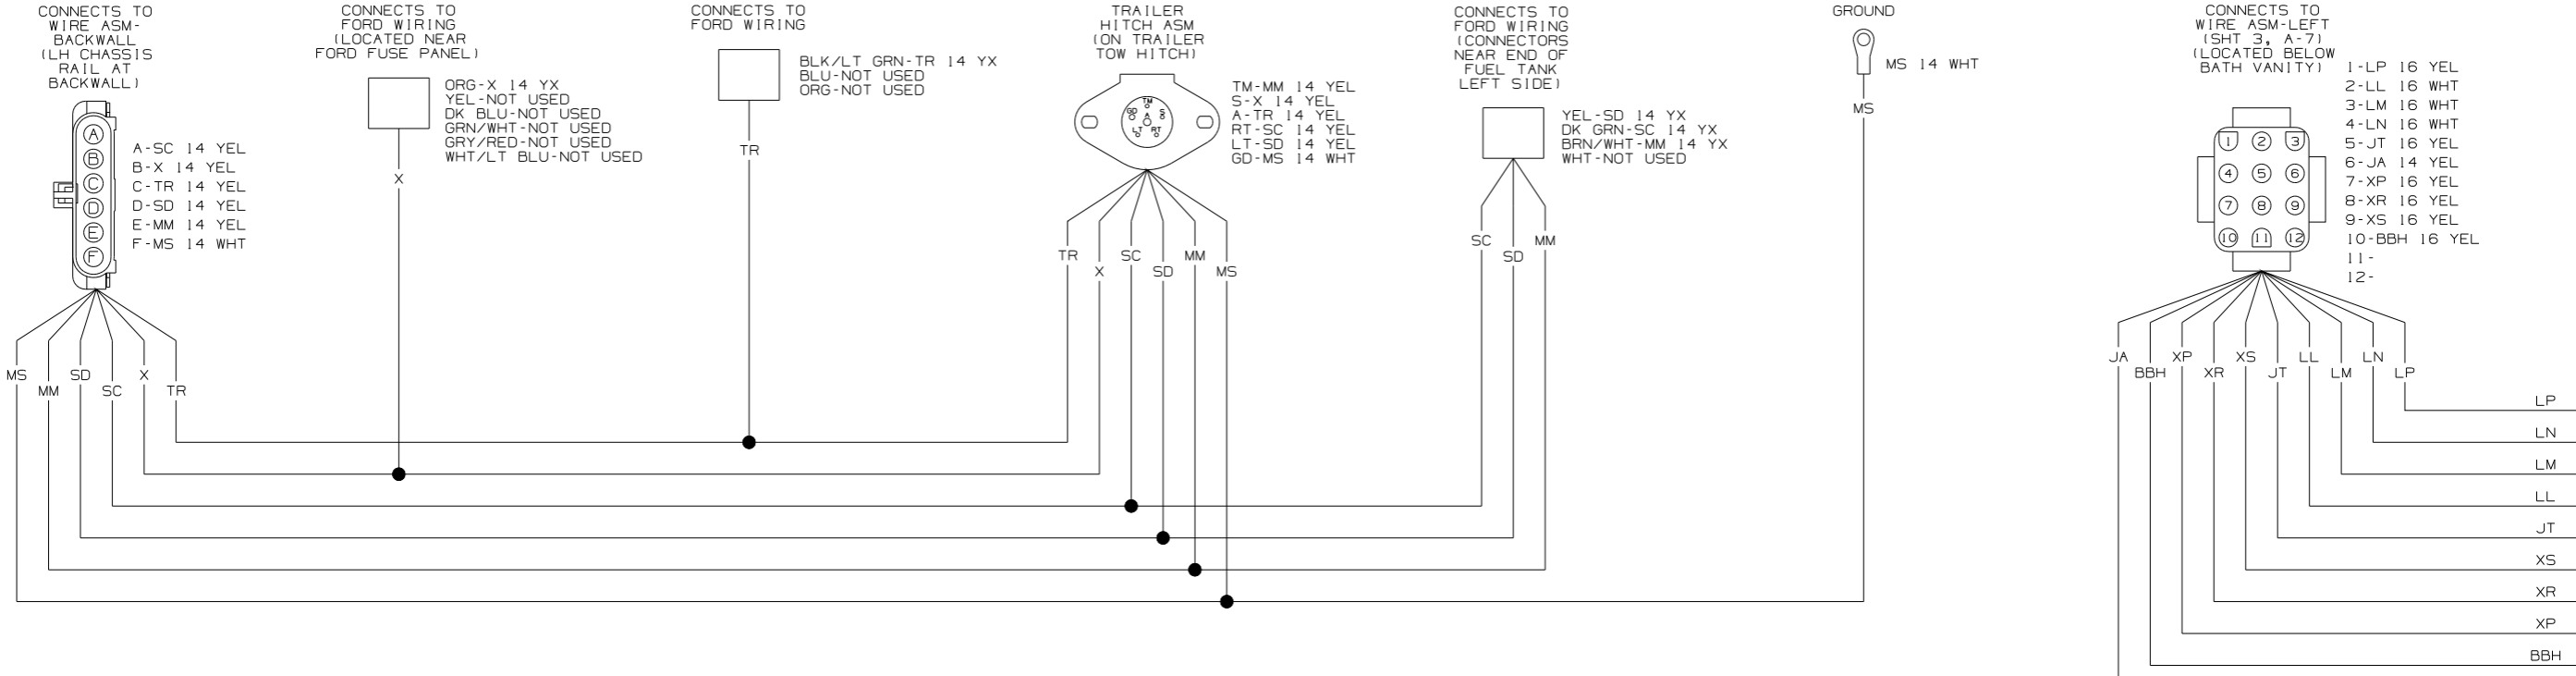 CONNECTS TO
WIRE ASM-
BACKWALL
(LH CHASSIS
RAIL AT
BACKWALL)
A
B
C
D
E
F
A-SC 14 YEL
B-X 14 YEL
C-TR 14 YEL
D-SD 14 YEL
E-MM 14 YEL
F-MS 14 WHT
MS
MM
SD
SC
X
TR
CONNECTS TO
FORD WIRING
(LOCATED NEAR
FORD FUSE PANEL)
ORG-X 14 YX
YEL-NOT USED
DK BLU-NOT USED
GRN/WHT-NOT USED
GRY/RED-NOT USED
WHT/LT BLU-NOT USED
X
CONNECTS TO
FORD WIRING
BLK/LT GRN-TR 14 YX
BLU-NOT USED
ORG-NOT USED
TR
TRAILER
HITCH ASM
(ON TRAILER
TOW HITCH)
TM
GD
A
S
LT
RT
TM-MM 14 YEL
S-X 14 YEL
A-TR 14 YEL
RT-SC 14 YEL
LT-SD 14 YEL
GD-MS 14 WHT
TR
X
SC
SD
MM
MS
CONNECTS TO
FORD WIRING
(CONNECTORS
NEAR END OF
FUEL TANK
LEFT SIDE)
YEL-SD 14 YX
DK GRN-SC 14 YX
BRN/WHT-MM 14 YX
WHT-NOT USED
SC
SD
MM
GROUND
MS 14 WHT
MS
CONNECTS TO
WIRE ASM-LEFT
(SHT 3, A-7)
(LOCATED BELOW
BATH VANITY)
1
2
3
4
5
6
7
8
9
10
11
12
1-LP 16 YEL
2-LL 16 WHT
3-LM 16 WHT
4-LN 16 WHT
5-JT 16 YEL
6-JA 14 YEL
7-XP 16 YEL
8-XR 16 YEL
9-XS 16 YEL
10-BBH 16 YEL
11-
12-
JA
BBH
XP
XR
XS
JT
LL
LM
LN
LP
LP
LN
LM
LL
JT
XS
XR
XP
BBH